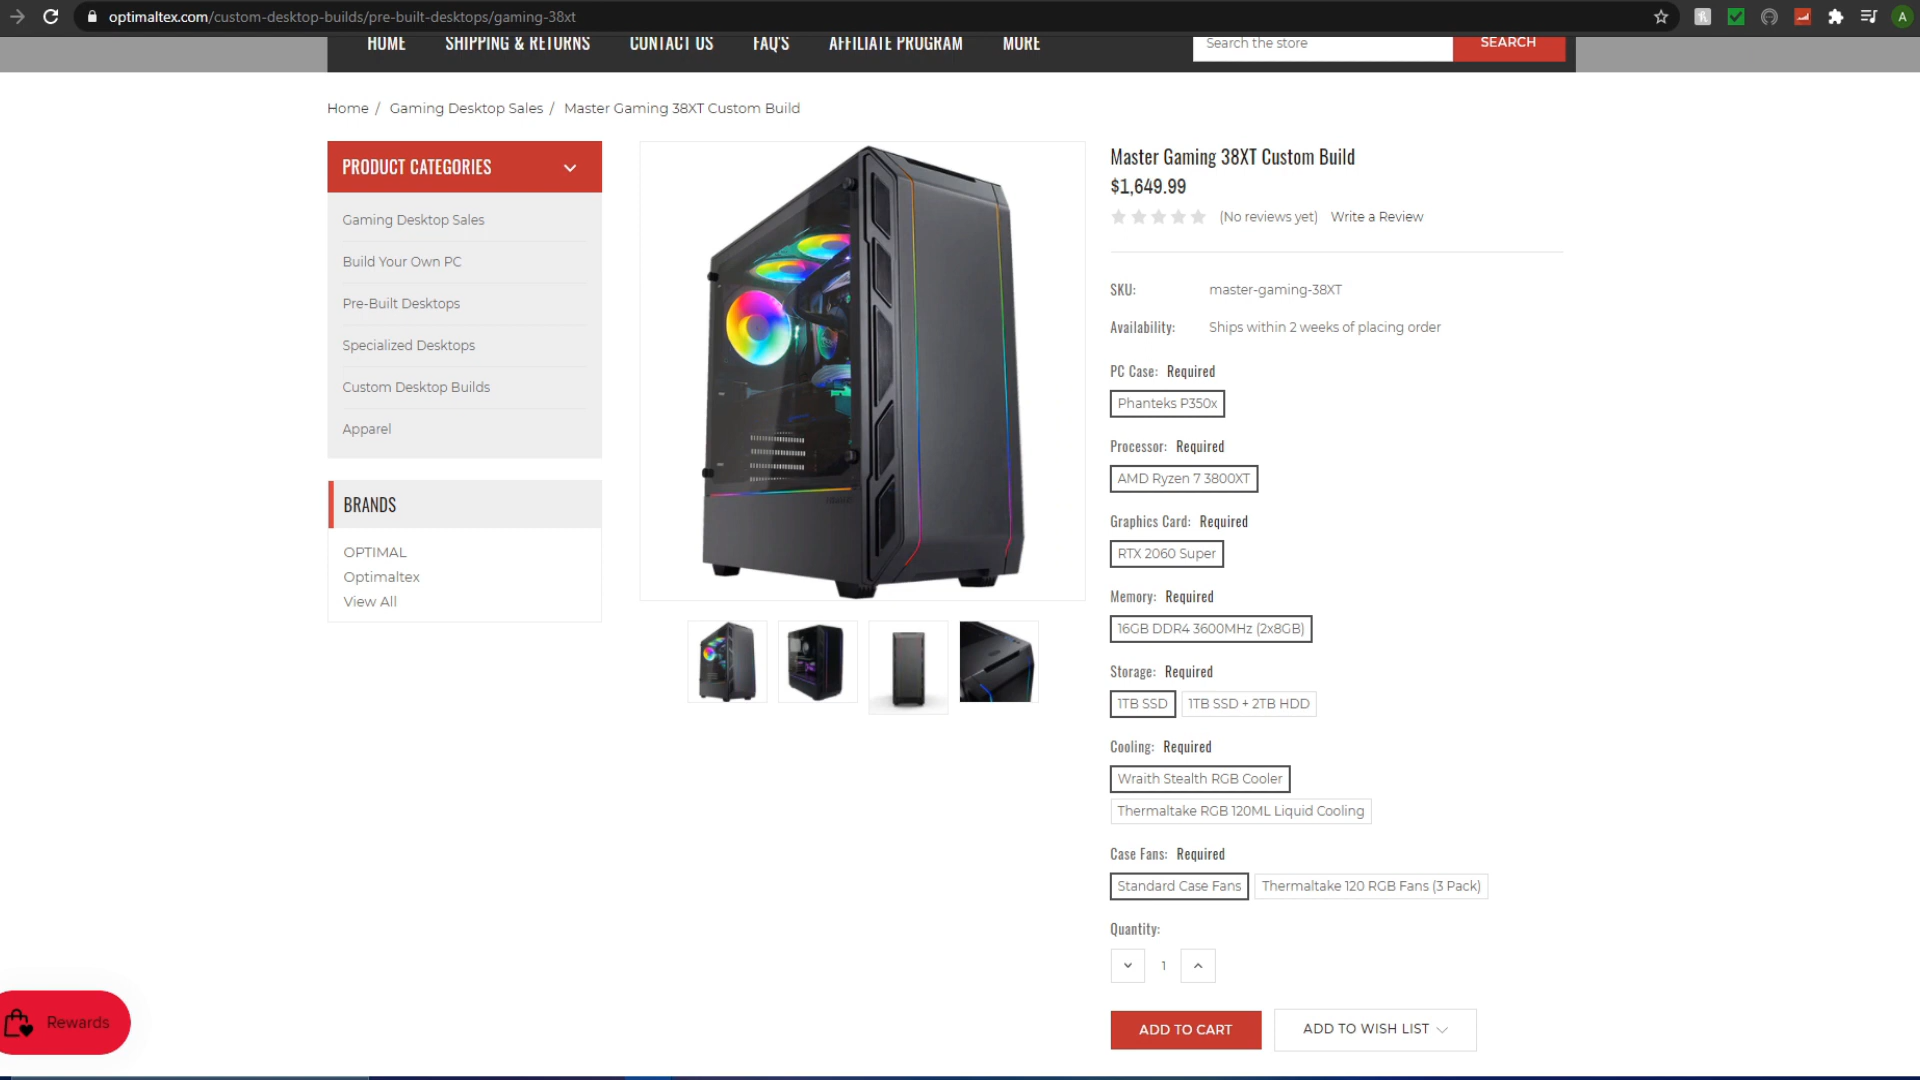 optimaltex.com/custom-desktop-builds/pre-built-desktops/gaming-38xt
A
HOME SHIPPING & RETURNS CONTACT US FAQ'S AFFILIATE PROGRAM MORE
Search the store
SEARCH
Home / Gaming Desktop Sales / Master Gaming 38XT Custom Build
PRODUCT CATEGORIES
Gaming Desktop Sales
Build Your Own PC
Pre-Built Desktops
Specialized Desktops
Custom Desktop Builds
Apparel
BRANDS
OPTIMAL
Optimaltex
View All
Master Gaming 38XT Custom Build
$1,649.99
(No reviews yet) Write a Review
SKU: master-gaming-38XT
Availability: Ships within 2 weeks of placing order
PC Case: Required
Phanteks P350x
Processor: Required
AMD Ryzen 7 3800XT
Graphics Card: Required
RTX 2060 Super
Memory: Required
16GB DDR4 3600MHz (2x8GB)
Storage: Required
1TB SSD 1TB SSD + 2TB HDD
Cooling: Required
Wraith Stealth RGB Cooler
Thermaltake RGB 120ML Liquid Cooling
Case Fans: Required
Standard Case Fans Thermaltake 120 RGB Fans (3 Pack)
Quantity:
1
ADD TO CART ADD TO WISH LIST
Rewards